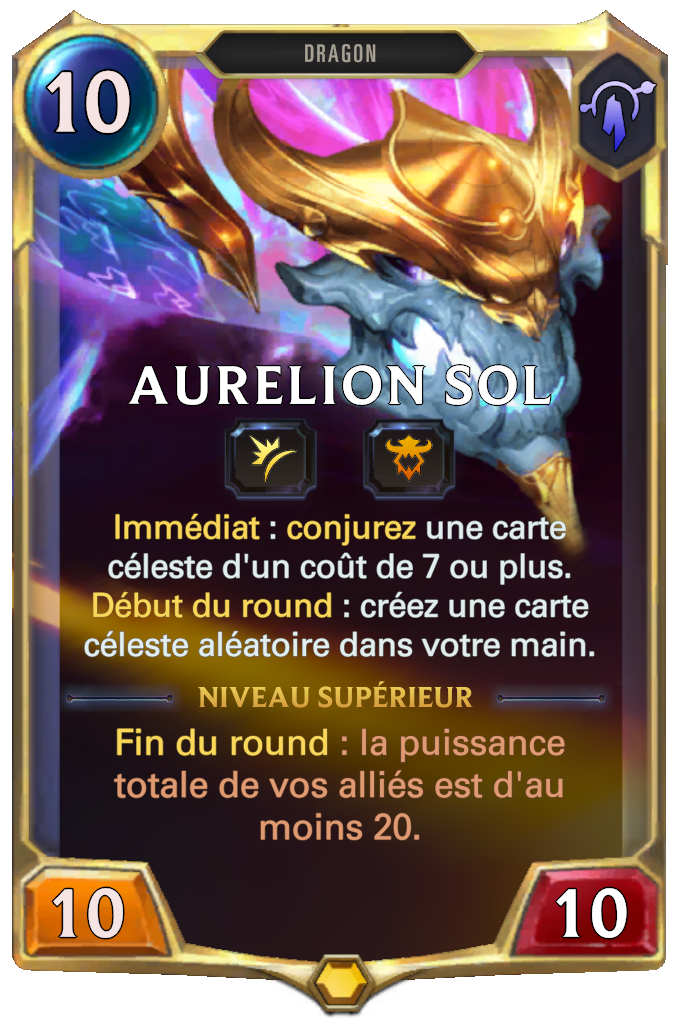 DRAGON
10
AURELION SOL
Immédiat : conjurez une carte
céleste d'un coût de 7 ou plus.
Début du round : créez une carte
céleste aléatoire dans votre main.
NIVEAU SUPÉRIEUR
Fin du round : la puissance
totale de vos alliés est d'au
moins 20.
10
10